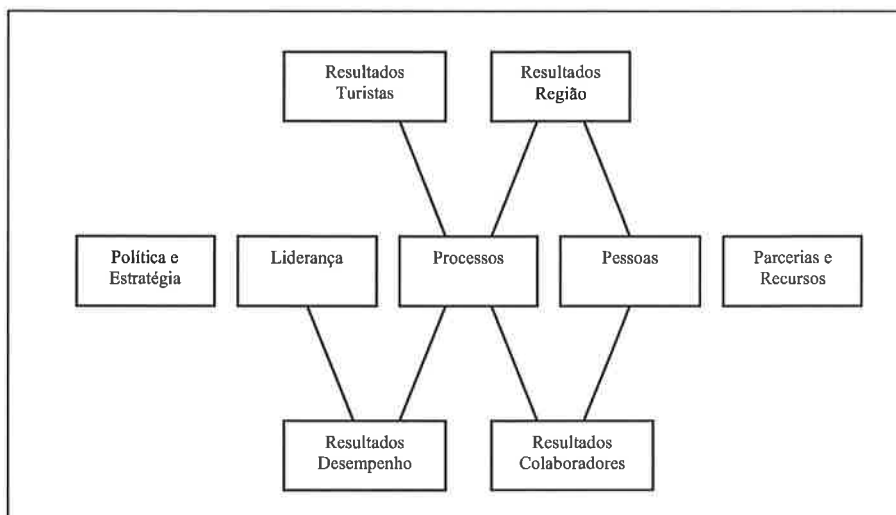 Resultados
Turistas
Resultados
Região
Política e
Estratégia
Liderança
Processos
Pessoas
Parcerias e
Recursos
Resultados
Desempenho
Resultados
Colaboradores